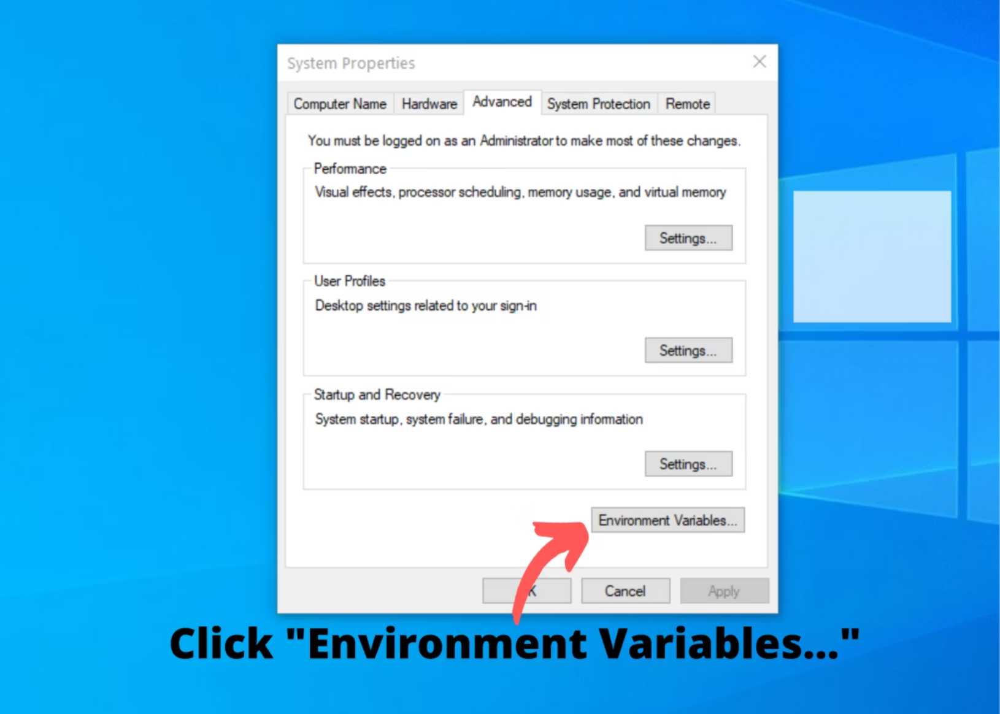 System Properties
Computer Name Hardware Advanced System Protection Remote
You must be logged on as an Administrator to make most of these changes.
Performance
Visual effects, processor scheduling, memory usage, and virtual memory
Settings...
User Profiles
Desktop settings related to your sign-in
Settings...
Startup and Recovery
System startup, system failure, and debugging information
Settings...
Environment Variables...
Cancel Apply
Click "Environment Variables..."